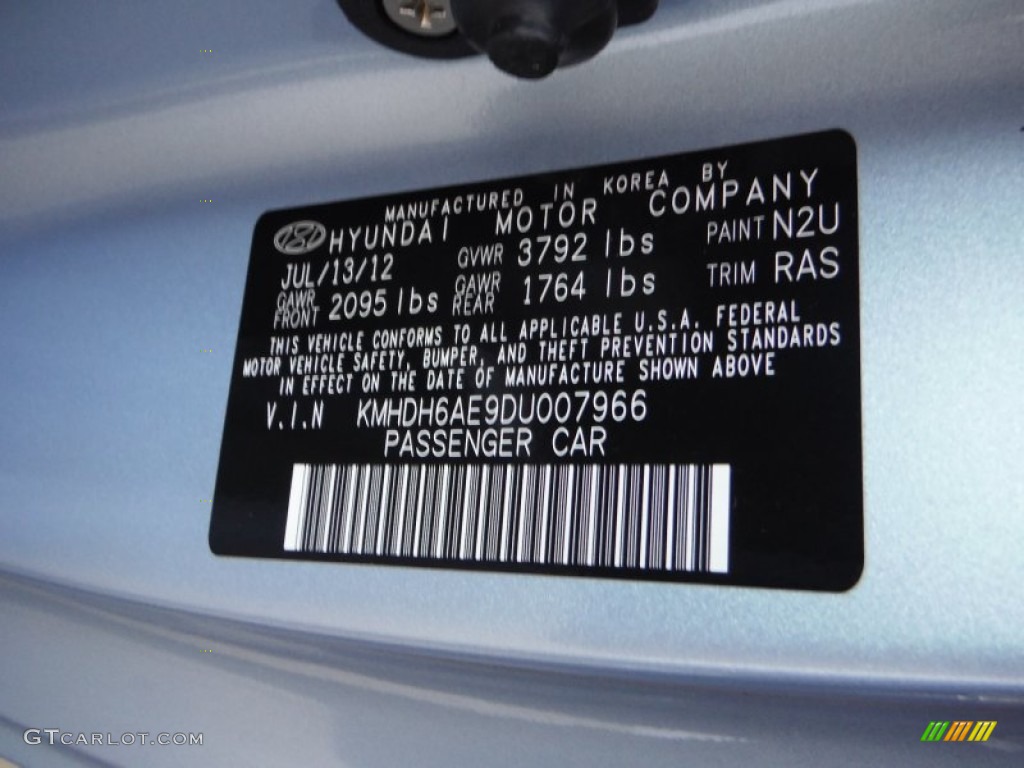 MANUFACTURED IN KOREA BY
HYUNDAI MOTOR COMPANY
JUL/13/12 GVWR 3792 lbs PAINT N2U
GAWR FRONT 2095 lbs GAWR REAR 1764 lbs TRIM RAS
THIS VEHICLE CONFORMS TO ALL APPLICABLE U.S.A. FEDERAL
MOTOR VEHICLE SAFETY, BUMPER, AND THEFT PREVENTION STANDARDS
IN EFFECT ON THE DATE OF MANUFACTURE SHOWN ABOVE
V.I.N KMHDH6AE9DU007966
PASSENGER CAR
GTCARLOT.COM